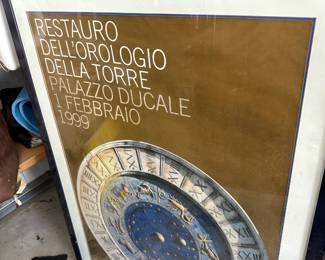 RESTAURO
DELL'OROLOGIO
DELLA TORRE
PALAZZO DUCALE
1 FEBBRAIO
1999